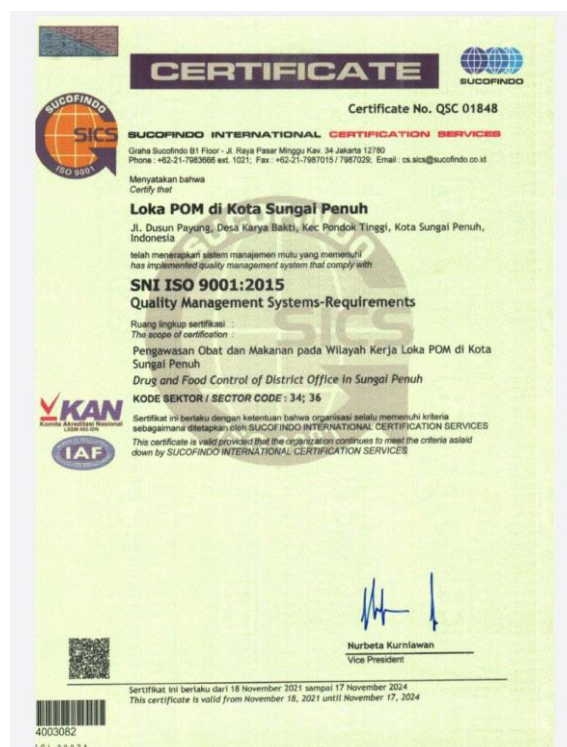 CERTIFICATE
SUCOFINDO
Certificate No. QSC 01848
SUCOFINDO
SICS
ISO 9001
SUCOFINDO INTERNATIONAL CERTIFICATION SERVICES
Graha Sucofindo B1 Floor - Jl. Raya Pasar Minggu Kav. 34 Jakarta 12780
Phone : +62-21-7983666 ext. 1021; Fax : +62-21-7987015 / 7987029; Email : cs.sics@sucofindo.co.id
Menyatakan bahwa
Certify that
Loka POM di Kota Sungai Penuh
Jl. Dusun Payung, Desa Karya Bakti, Kec Pondok Tinggi, Kota Sungai Penuh,
Indonesia
telah menerapkan sistem manajemen mutu yang memenuhi
has implemented quality management system that comply with
SNI ISO 9001:2015
Quality Management Systems-Requirements
Ruang lingkup sertifikasi :
The scope of certification :
Pengawasan Obat dan Makanan pada Wilayah Kerja Loka POM di Kota
Sungai Penuh
Drug and Food Control of District Office in Sungai Penuh
KODE SEKTOR / SECTOR CODE : 34; 36
KAN
Komite Akreditasi Nasional
IAF
Sertifikat ini berlaku dengan ketentuan bahwa organisasi selalu memenuhi kriteria
sebagaimana ditetapkan oleh SUCOFINDO INTERNATIONAL CERTIFICATION SERVICES
This certificate is valid provided that the organization continues to meet the criteria aslaid
down by SUCOFINDO INTERNATIONAL CERTIFICATION SERVICES
SUCOFINDO
SICS
Nurbeta Kurniawan
Vice President
Sertifikat ini berlaku dari 18 November 2021 sampai 17 November 2024
This certificate is valid from November 18, 2021 until November 17, 2024
4003082